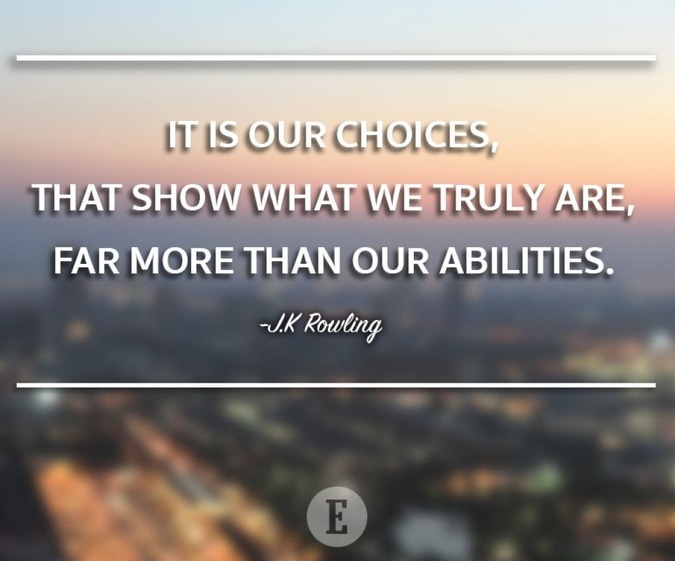 IT IS OUR CHOICES,
THAT SHOW WHAT WE TRULY ARE,
FAR MORE THAN OUR ABILITIES.
-J.K Rowling
E